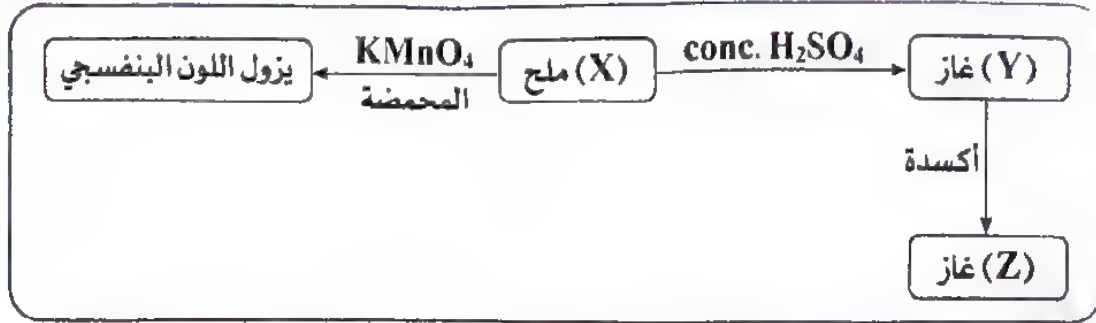 يزول اللون البنفسجي
KMnO₄
المحمضة
(X) ملح
conc. H₂SO₄
(Y) غاز
أكسدة
(Z) غاز